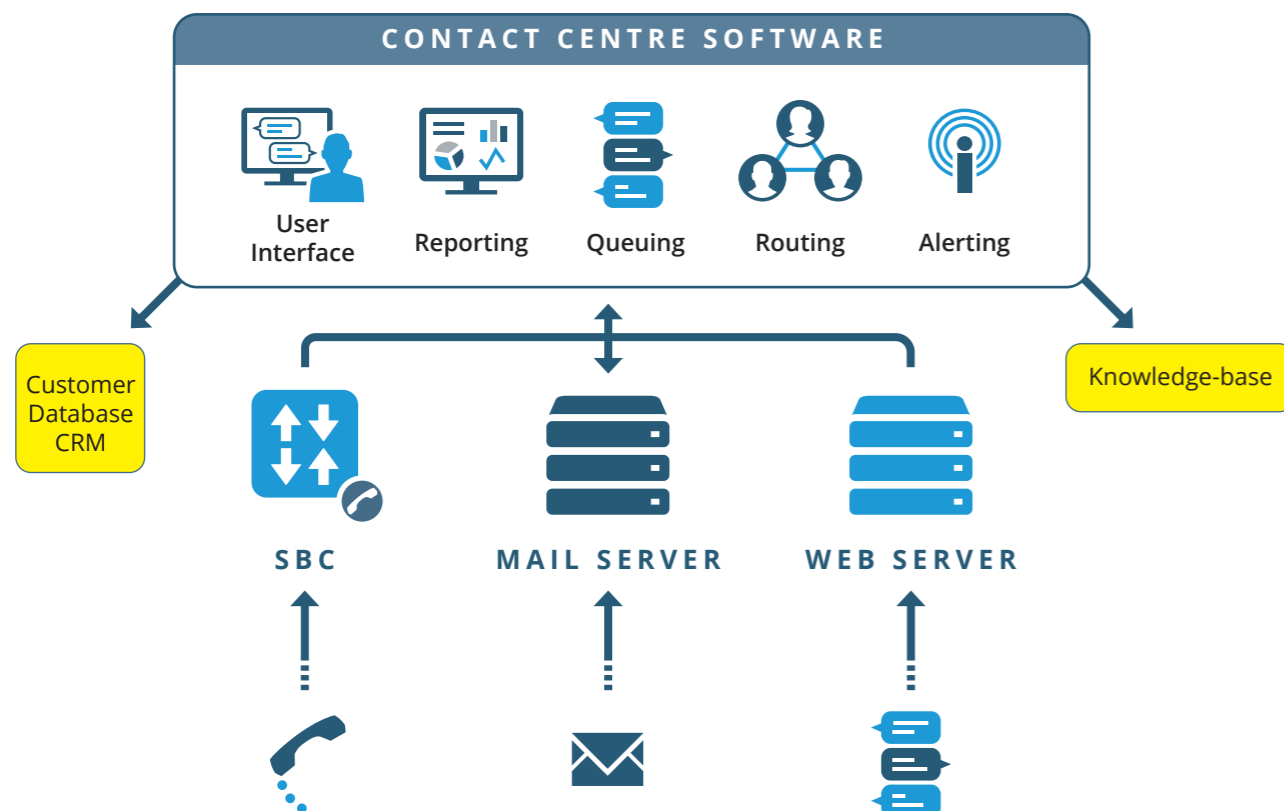 CONTACT CENTRE SOFTWARE
User
Interface
Reporting
Queuing
Routing
Alerting
Customer
Database
CRM
Knowledge-base
SBC
MAIL SERVER
WEB SERVER